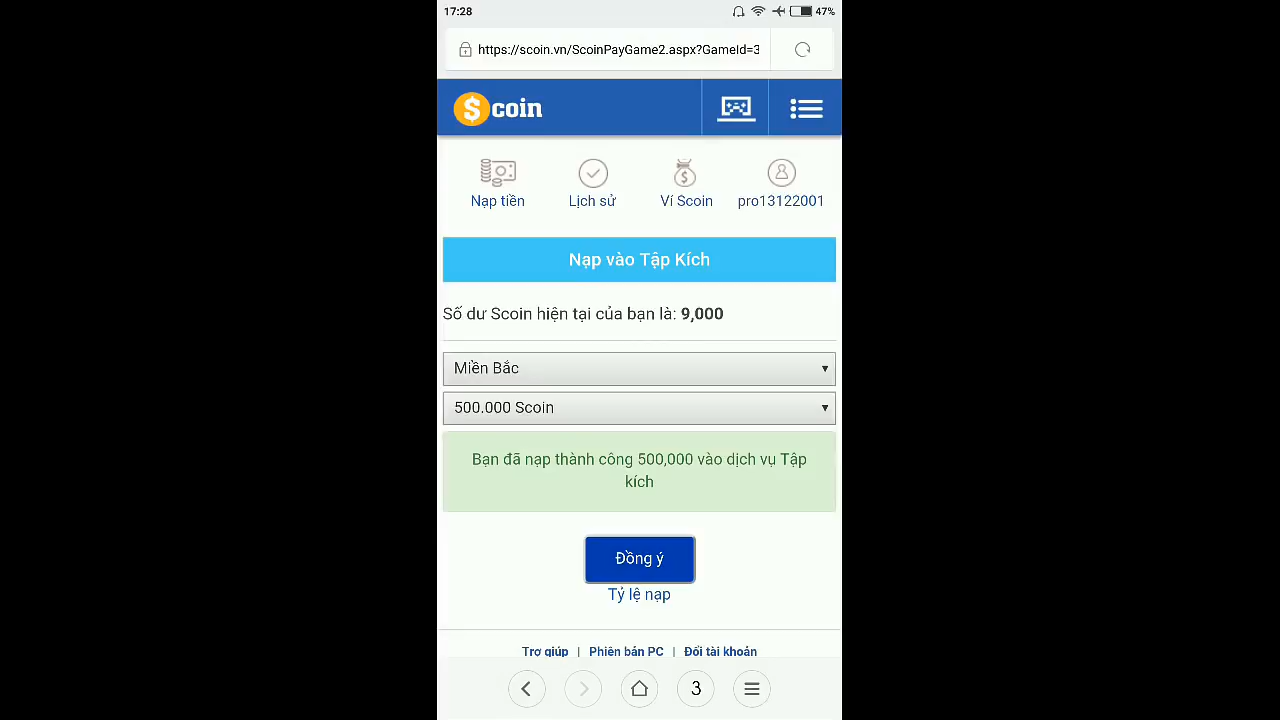 17:28
47%
https://scoin.vn/ScoinPayGame2.aspx?GameId=3
$coin
Nạp tiền
Lịch sử
Ví Scoin
pro13122001
Nạp vào Tập Kích
Số dư Scoin hiện tại của bạn là: 9,000
Miền Bắc
500.000 Scoin
Bạn đã nạp thành công 500,000 vào dịch vụ Tập
kích
Đồng ý
Tỷ lệ nạp
Trợ giúp | Phiên bản PC | Đổi tài khoản
3